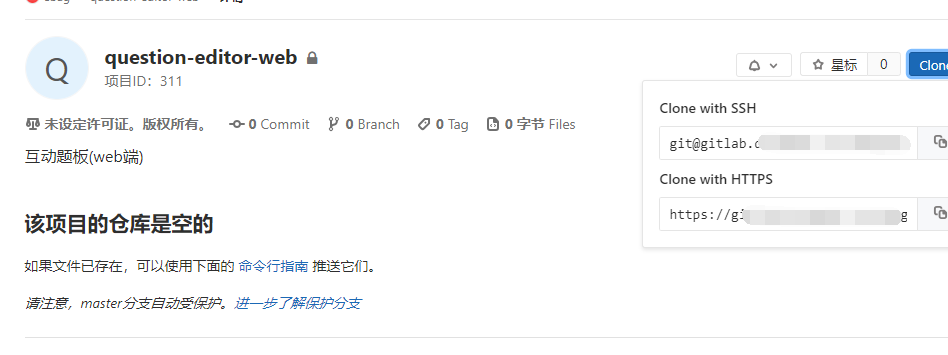 Q
question-editor-web
项目ID: 311
星标
0
Clone
未设定许可证。版权所有。
0 Commit
0 Branch
0 Tag
0 字节 Files
互动题板(web端)
Clone with SSH
git@gitlab.
Clone with HTTPS
https://gi
该项目的仓库是空的
如果文件已存在，可以使用下面的 命令行指南 推送它们。
请注意，master分支自动受保护。进一步了解保护分支